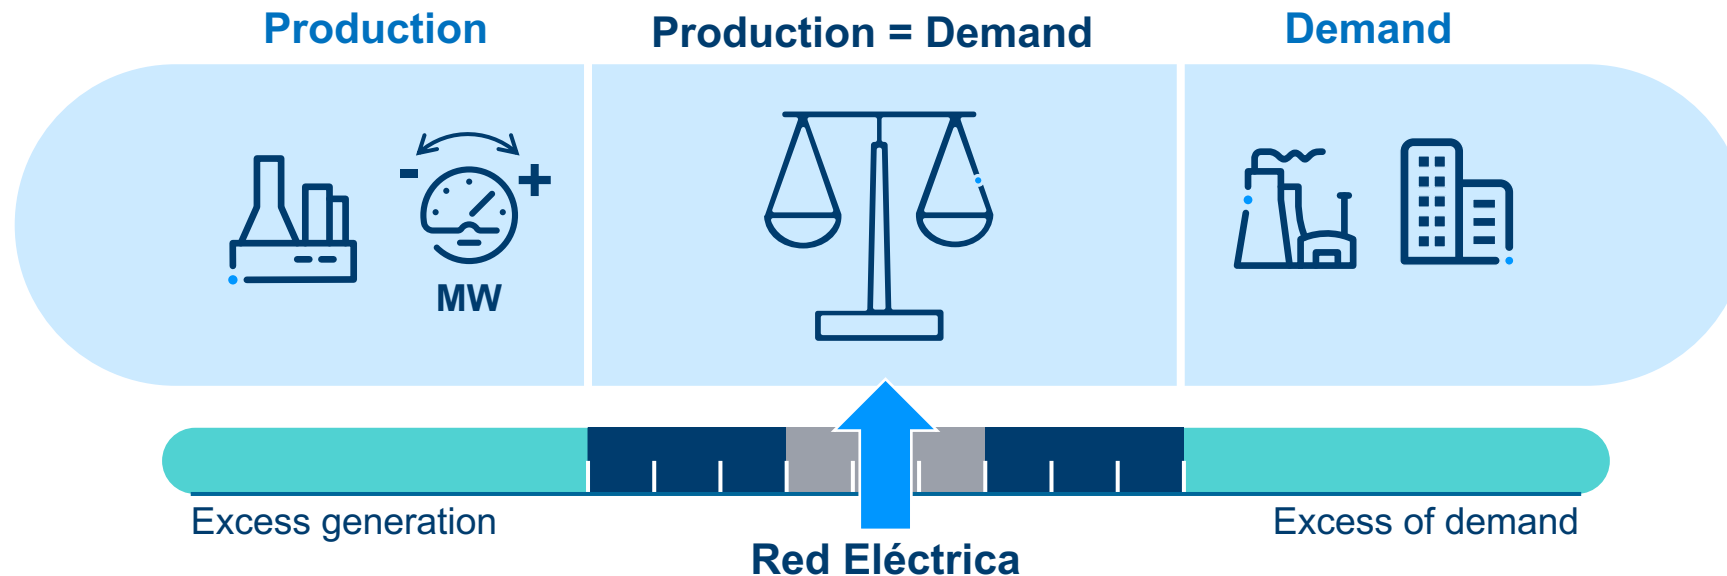 Production
Production = Demand
Demand
- +
MW
Excess generation
Excess of demand
Red Eléctrica